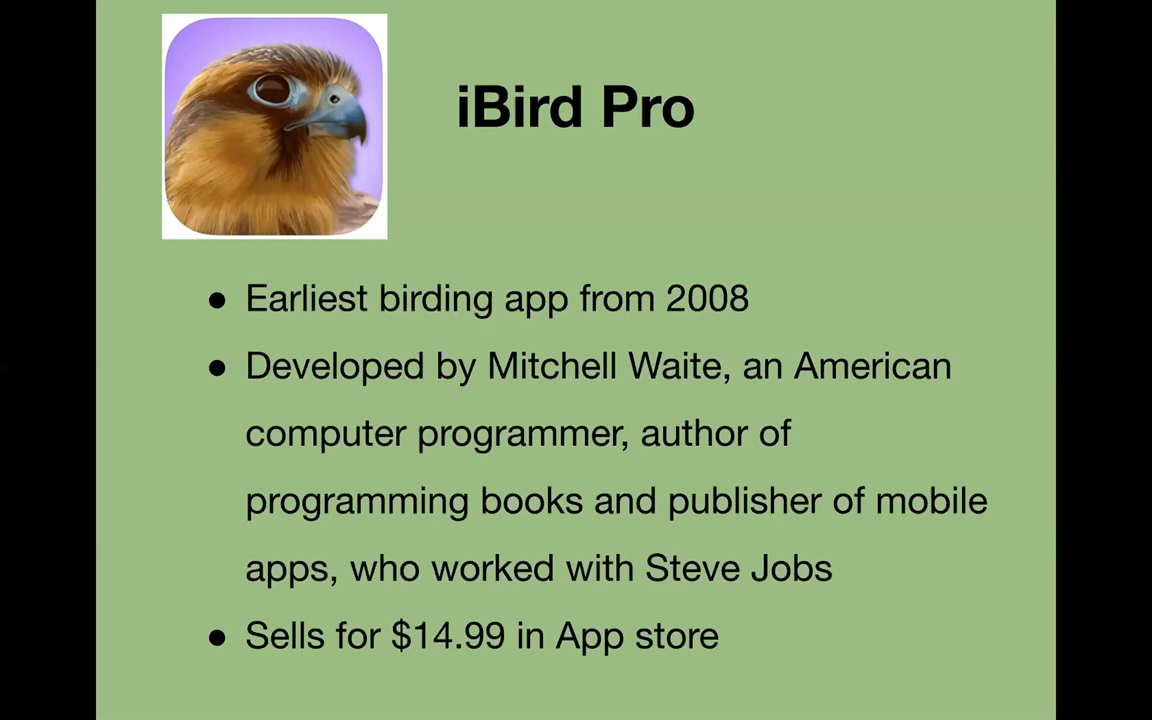 iBird Pro
● Earliest birding app from 2008
● Developed by Mitchell Waite, an American
computer programmer, author of
programming books and publisher of mobile
apps, who worked with Steve Jobs
● Sells for $14.99 in App store